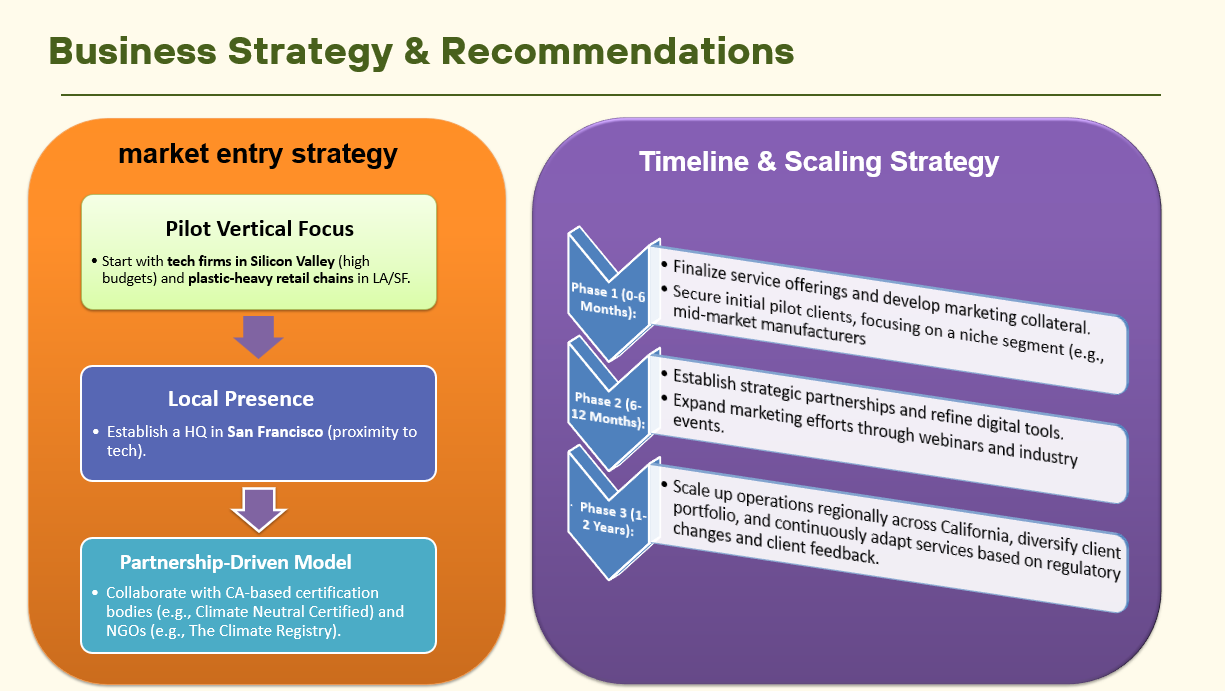 Business Strategy & Recommendations
market entry strategy
Pilot Vertical Focus
• Start with tech firms in Silicon Valley (high
budgets) and plastic-heavy retail chains in LA/SF.
Local Presence
• Establish a HQ in San Francisco (proximity to
tech).
Partnership-Driven Model
• Collaborate with CA-based certification
bodies (e.g., Climate Neutral Certified) and
NGOs (e.g., The Climate Registry).
Timeline & Scaling Strategy
Phase 1 (0-6
Months):
• Finalize service offerings and develop marketing collateral.
• Secure initial pilot clients, focusing on a niche segment (e.g.,
mid-market manufacturers
Phase 2 (6-
12 Months):
• Establish strategic partnerships and refine digital tools.
• Expand marketing efforts through webinars and industry
events.
. Phase 3 (1-
2 Years):
• Scale up operations regionally across California, diversify client
portfolio, and continuously adapt services based on regulatory
changes and client feedback.